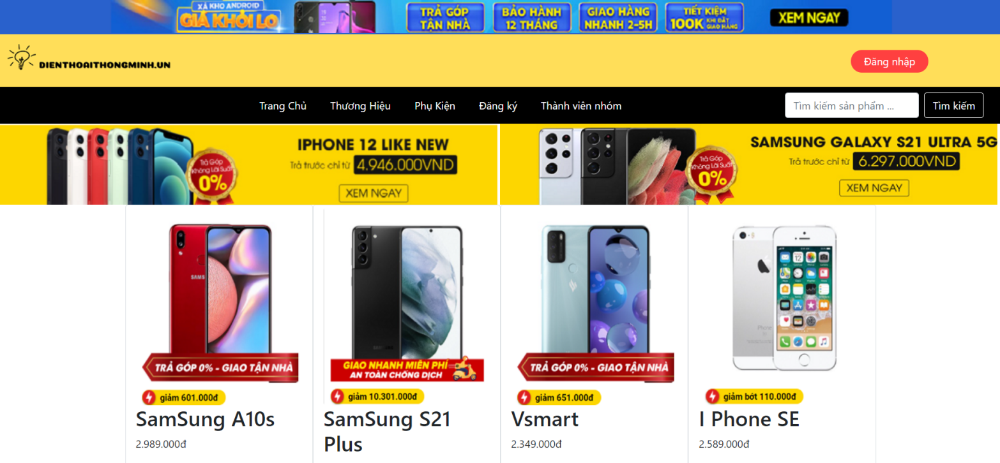 XẢ KHO ANDROID
GIÁ KHỎI LO
TRẢ GÓP
TẬN NHÀ
BẢO HÀNH
12 THÁNG
GIAO HÀNG
NHANH 2-5H
TIẾT KIỆM
100K KHI ĐẶT
GIAO HÀNG
XEM NGAY
DIENTHOAITHONGMINH.UN
Đăng nhập
Trang Chủ
Thương Hiệu
Phụ Kiện
Đăng ký
Thành viên nhóm
Tìm kiếm sản phẩm ...
Tìm kiếm
Trả Góp
Không Lãi Suất
0%
IPHONE 12 LIKE NEW
Trả trước chỉ từ 4.946.000VND
XEM NGAY
Trả Góp
Không Lãi Suất
0%
SAMSUNG GALAXY S21 ULTRA 5G
Trả trước chỉ từ 6.297.000VND
XEM NGAY
SAMS
TRẢ GÓP 0% - GIAO TẬN NHÀ
giảm 601.000đ
SamSung A10s
2.989.000đ
SAMSUNG
GIAO NHANH MIỄN PHÍ
AN TOÀN CHỐNG DỊCH
giảm 10.301.000đ
SamSung S21
Plus
TRẢ GÓP 0% - GIAO TẬN NHÀ
giảm 651.000đ
Vsmart
2.349.000đ
iPhone
12
giảm bớt 110.000đ
I Phone SE
2.589.000đ